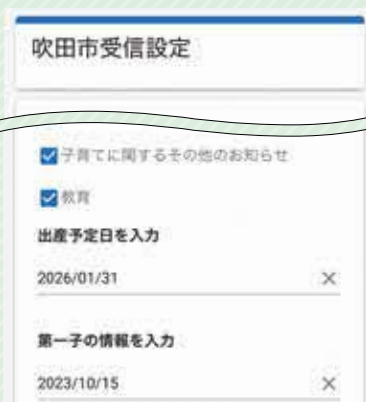 吹田市受信設定
子育てに関するその他のお知らせ
教育
出産予定日を入力
2026/01/31
第一子の情報を入力
2023/10/15